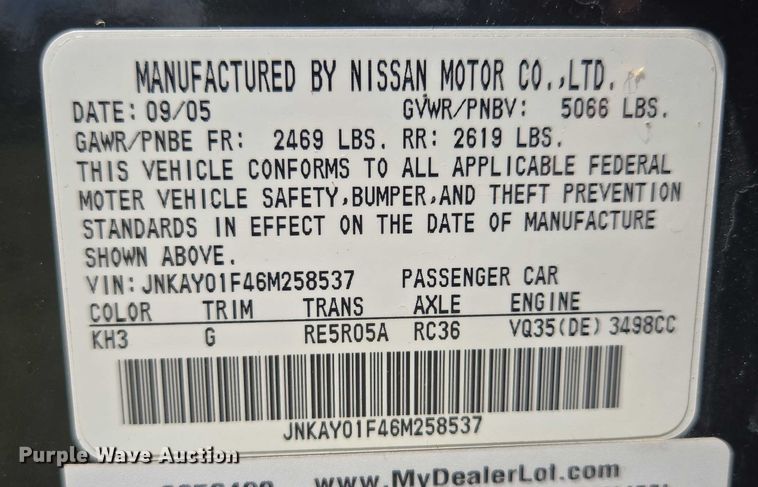 MANUFACTURED BY NISSAN MOTOR CO.,LTD.
DATE: 09/05 GVWR/PNBV: 5066 LBS.
GAWR/PNBE FR: 2469 LBS. RR: 2619 LBS.
THIS VEHICLE CONFORMS TO ALL APPLICABLE FEDERAL
MOTER VEHICLE SAFETY,BUMPER,AND THEFT PREVENTION
STANDARDS IN EFFECT ON THE DATE OF MANUFACTURE
SHOWN ABOVE.
VIN: JNKAY01F46M258537 PASSENGER CAR
COLOR TRIM TRANS AXLE ENGINE
KH3 G RE5R05A RC36 VQ35(DE) 3498CC
JNKAY01F46M258537
Purple Wave Auction
www.MyDealerLot.com